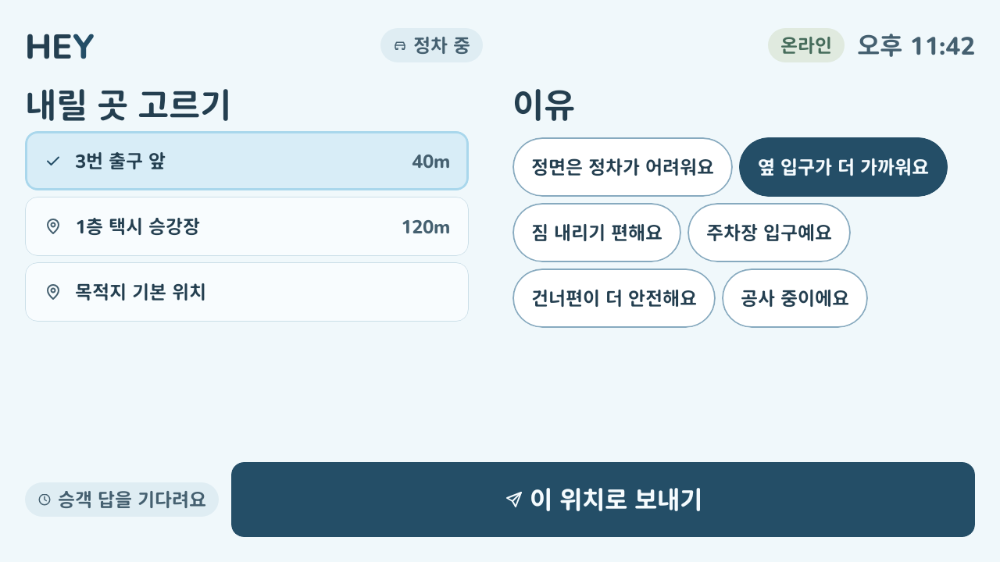 HEY
정차 중
온라인
오후 11:42
내릴 곳 고르기
3번 출구 앞
40m
1층 택시 승강장
120m
목적지 기본 위치
이유
정면은 정차가 어려워요
옆 입구가 더 가까워요
짐 내리기 편해요
주차장 입구예요
건너편이 더 안전해요
공사 중이에요
승객 답을 기다려요
이 위치로 보내기